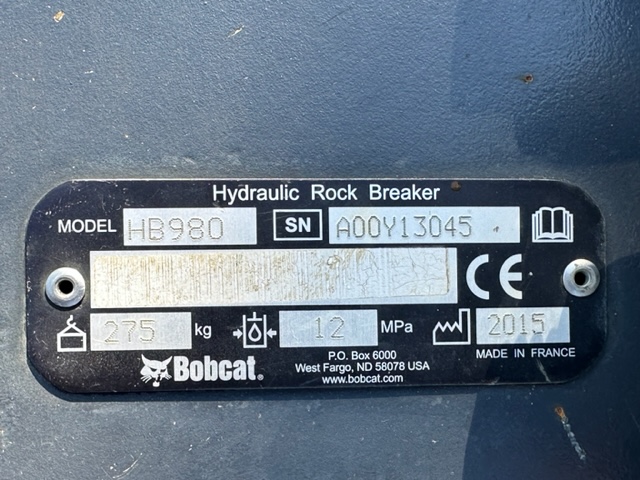 Hydraulic Rock Breaker
MODEL HB980 SN A00Y13045
CE
275 kg 12 MPa 2015
Bobcat®
P.O. Box 6000
West Fargo, ND 58078 USA
www.bobcat.com
MADE IN FRANCE